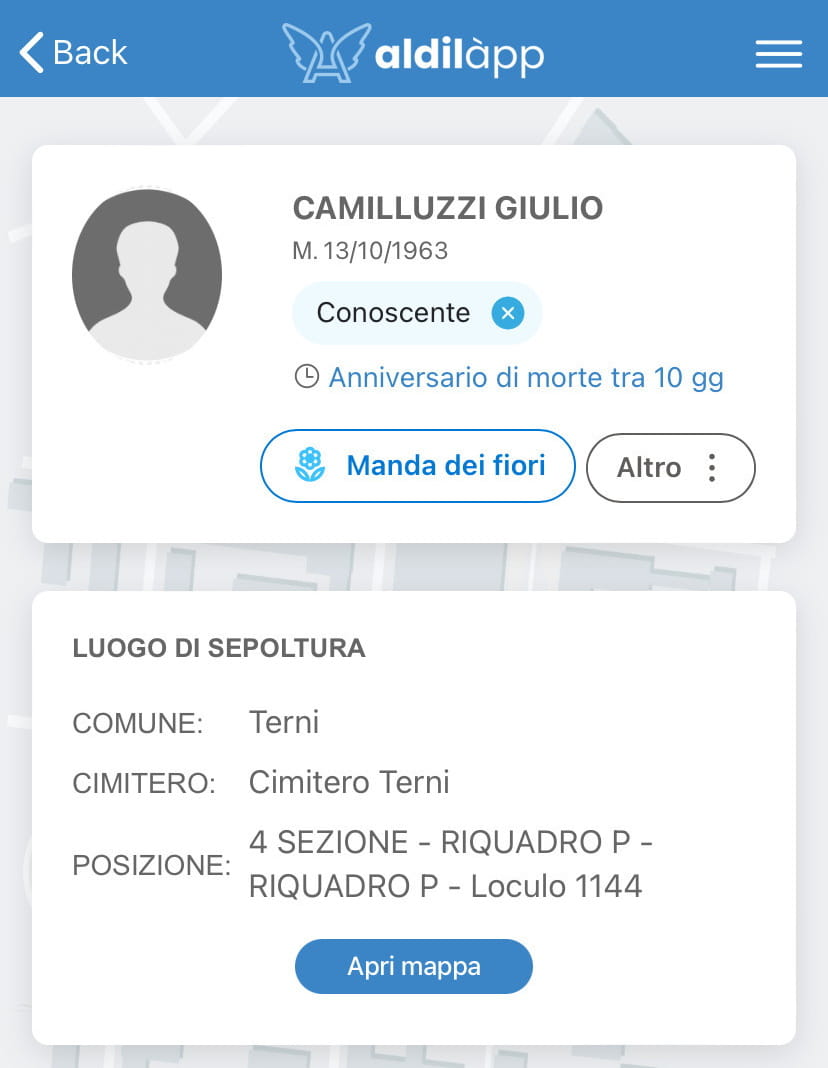 Back
aldilàpp
CAMILLUZZI GIULIO
M. 13/10/1963
Conoscente
Anniversario di morte tra 10 gg
Manda dei fiori
Altro
LUOGO DI SEPOLTURA
COMUNE: Terni
CIMITERO: Cimitero Terni
POSIZIONE: 4 SEZIONE - RIQUADRO P -
RIQUADRO P - Loculo 1144
Apri mappa